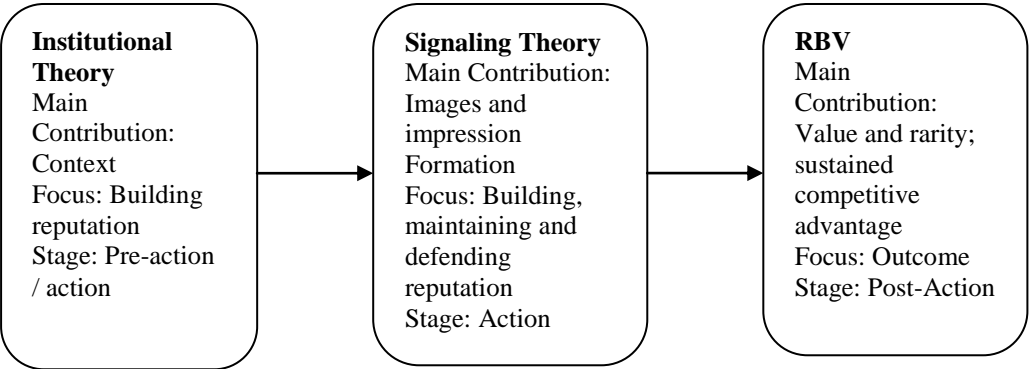 Institutional
Theory
Main
Contribution:
Context
Focus: Building
reputation
Stage: Pre-action
/ action
Signaling Theory
Main Contribution:
Images and
impression
Formation
Focus: Building,
maintaining and
defending
reputation
Stage: Action
RBV
Main
Contribution:
Value and rarity;
sustained
competitive
advantage
Focus: Outcome
Stage: Post-Action